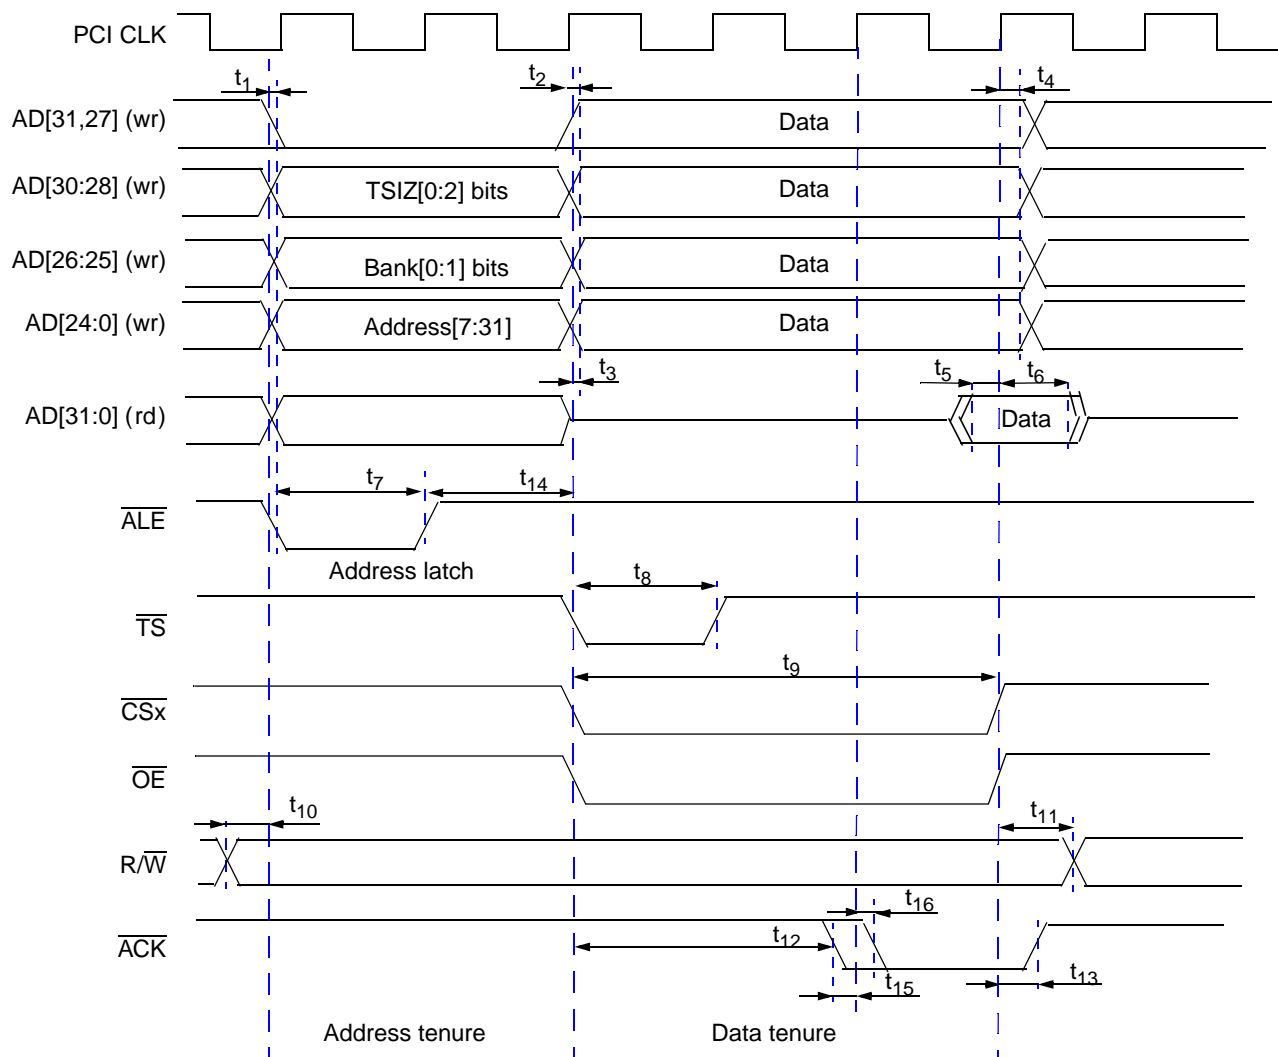 PCI CLK
t1 t2 t4
AD[31,27] (wr) Data
AD[30:28] (wr) TSIZ[0:2] bits Data
AD[26:25] (wr) Bank[0:1] bits Data
AD[24:0] (wr) Address[7:31] Data
t3 t5 t6
AD[31:0] (rd) Data
t7 t14
ALE
Address latch
t8
TS
t9
CSx
OE
t10 t11
R/W
t16
ACK t12
t15 t13
Address tenure Data tenure